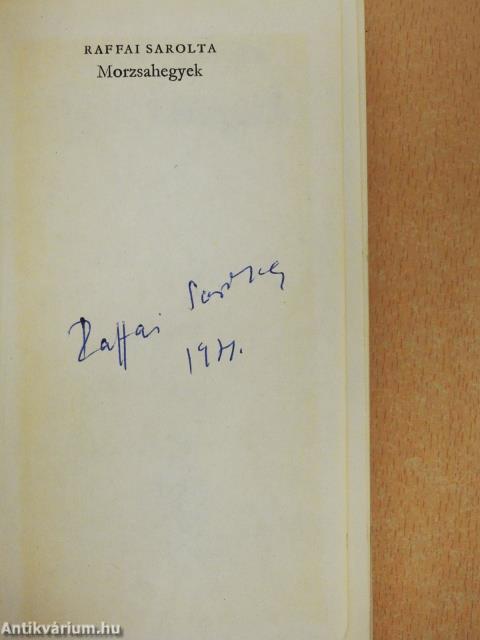 RAFFAI SAROLTA
Morzsahegyek
Raffai Sarolta
1971.
Antikvárium.hu